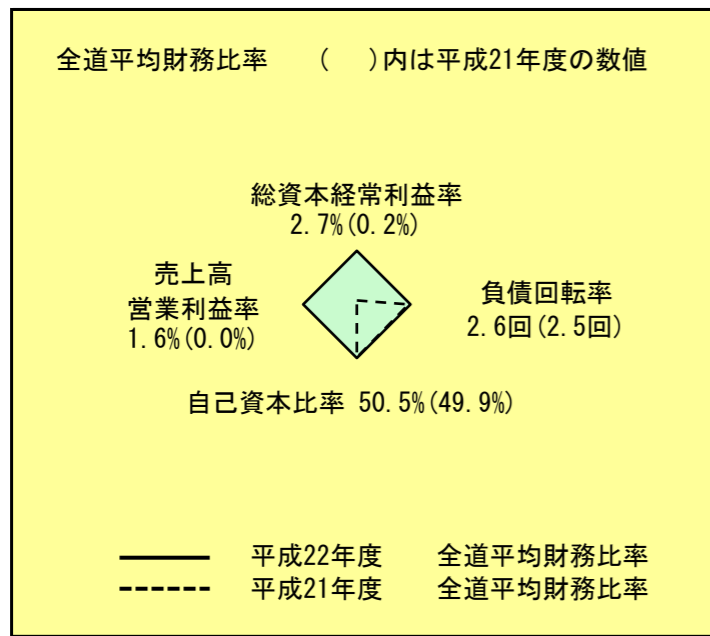 全道平均財務比率　(　)内は平成21年度の数値
総資本経常利益率
2.7%(0.2%)
売上高
営業利益率
1.6%(0.0%)
負債回転率
2.6回(2.5回)
自己資本比率 50.5%(49.9%)
平成22年度　全道平均財務比率
平成21年度　全道平均財務比率